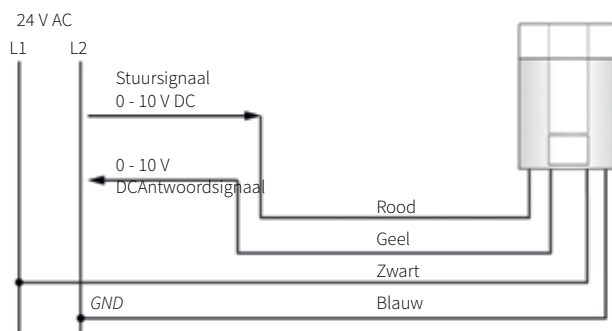 24 V AC
L1 L2
Stuursignaal
0 - 10 V DC
0 - 10 V
DCAntwoordsignaal
Rood
Geel
Zwart
GND Blauw